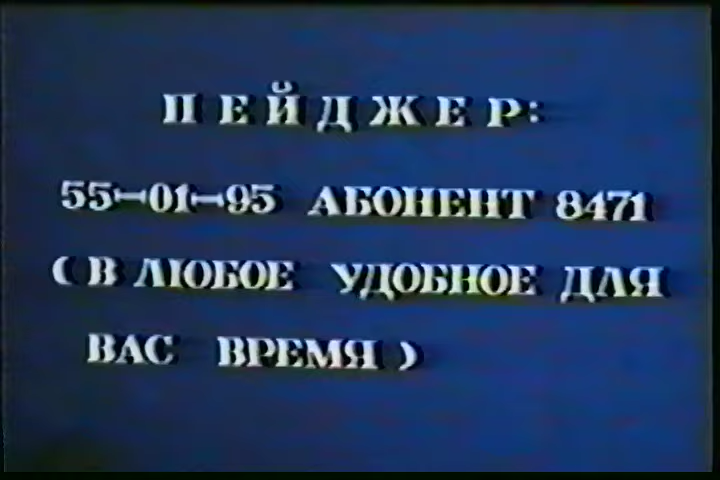 ПЕЙДЖЕР:
55-01-95 АБОНЕНТ 8471
( В ЛЮБОЕ УДОБНОЕ ДЛЯ
ВАС ВРЕМЯ )